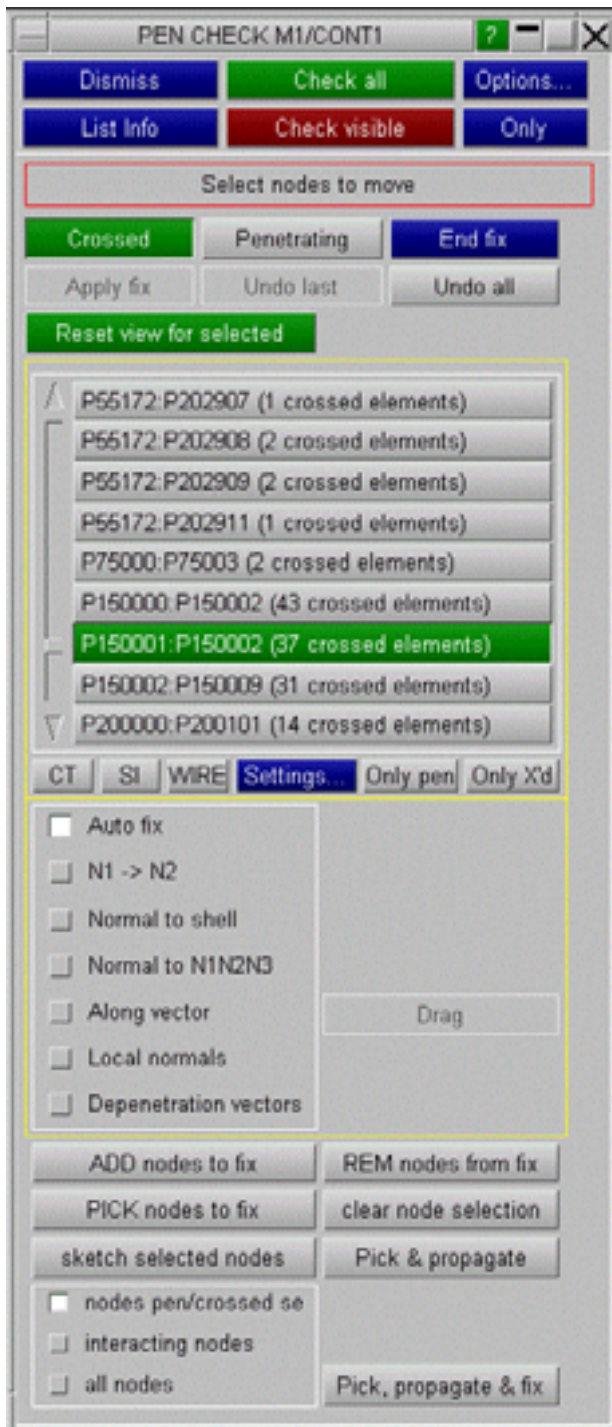 PEN CHECK M1/CONT1 ?
Dismiss Check all Options...
List Info Check visible Only
Select nodes to move
Crossed Penetrating End fix
Apply fix Undo last Undo all
Reset view for selected
P55172:P202907 (1 crossed elements)
P55172:P202908 (2 crossed elements)
P55172:P202909 (2 crossed elements)
P55172:P202911 (1 crossed elements)
P75000:P75003 (2 crossed elements)
P150000:P150002 (43 crossed elements)
P150001:P150002 (37 crossed elements)
P150002:P150009 (31 crossed elements)
P200000:P200101 (14 crossed elements)
CT SI WIRE Settings... Only pen Only X'd
Auto fix
N1 -> N2
Normal to shell
Normal to N1N2N3
Along vector Drag
Local normals
Depenetration vectors
ADD nodes to fix REM nodes from fix
PICK nodes to fix clear node selection
sketch selected nodes Pick & propagate
nodes pen/crossed se
interacting nodes
all nodes Pick, propagate & fix